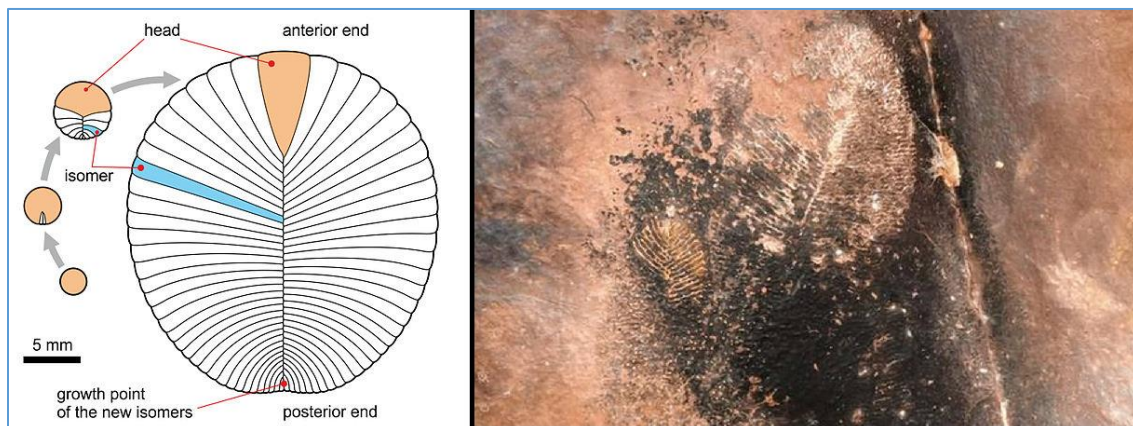 head
anterior end
isomer
5 mm
growth point
of the new isomers
posterior end